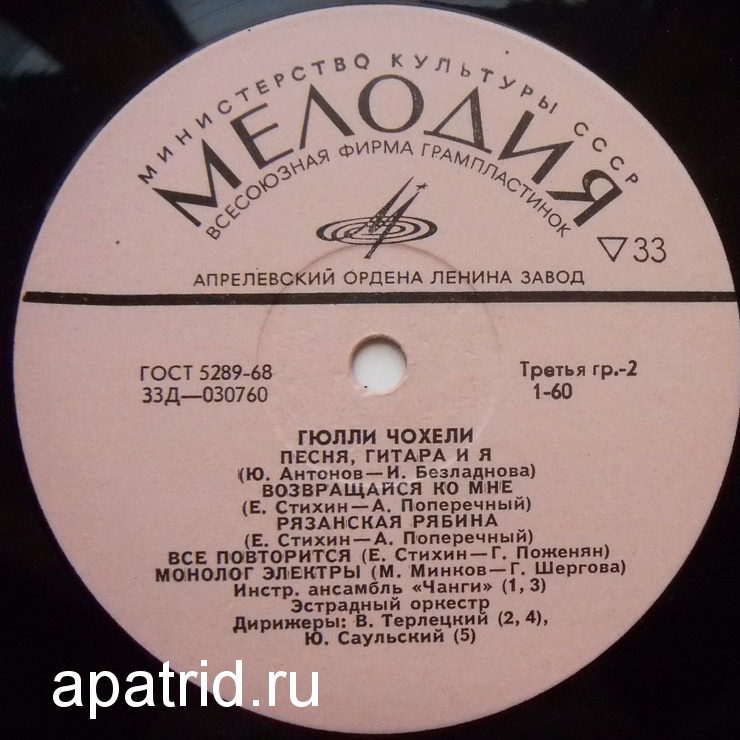 МИНИСТЕРСТВО КУЛЬТУРЫ СССР
МЕЛОДИЯ
ВСЕСОЮЗНАЯ ФИРМА ГРАМПЛАСТИНОК
▽33
АПРЕЛЕВСКИЙ ОРДЕНА ЛЕНИНА ЗАВОД
ГОСТ 5289-68 Третья гр.-2
33Д—030760 1-60
ГЮЛЛИ ЧОХЕЛИ
ПЕСНЯ, ГИТАРА И Я
(Ю. Антонов—И. Безладнова)
ВОЗВРАЩАЙСЯ КО МНЕ
(Е. Стихин—А. Поперечный)
РЯЗАНСКАЯ РЯБИНА
(Е. Стихин—А. Поперечный)
ВСЕ ПОВТОРИТСЯ (Е. Стихин—Г. Поженян)
МОНОЛОГ ЭЛЕКТРЫ (М. Минков—Г. Шергова)
Инстр. ансамбль «Чанги» (1, 3)
Эстрадный оркестр
Дирижеры: В. Терлецкий (2, 4),
Ю. Саульский (5)
apatrid.ru